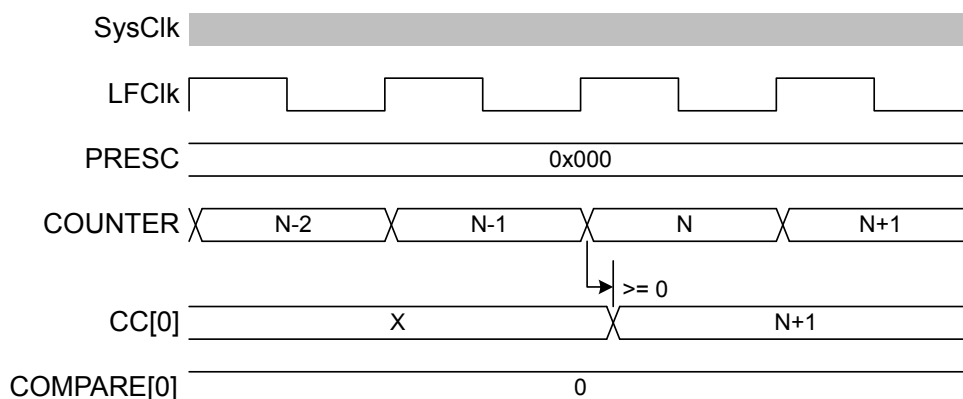 SysClk
LFClk
PRESC 0x000
COUNTER N-2 N-1 N N+1
>= 0
CC[0] X N+1
COMPARE[0] 0